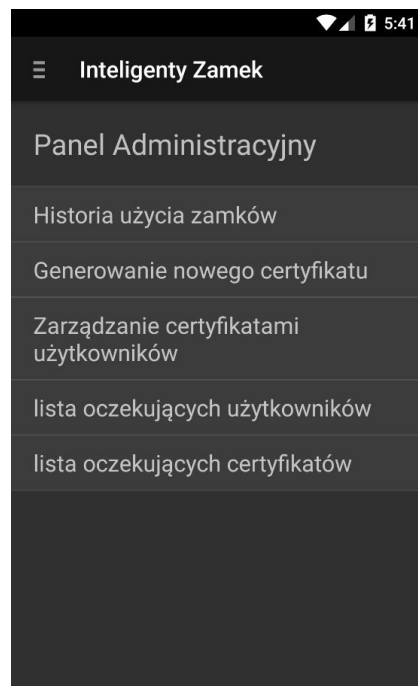 5:41
Inteligenty Zamek
Panel Administracyjny
Historia użycia zamków
Generowanie nowego certyfikatu
Zarządzanie certyfikatami
użytkowników
lista oczekujących użytkowników
lista oczekujących certyfikatów